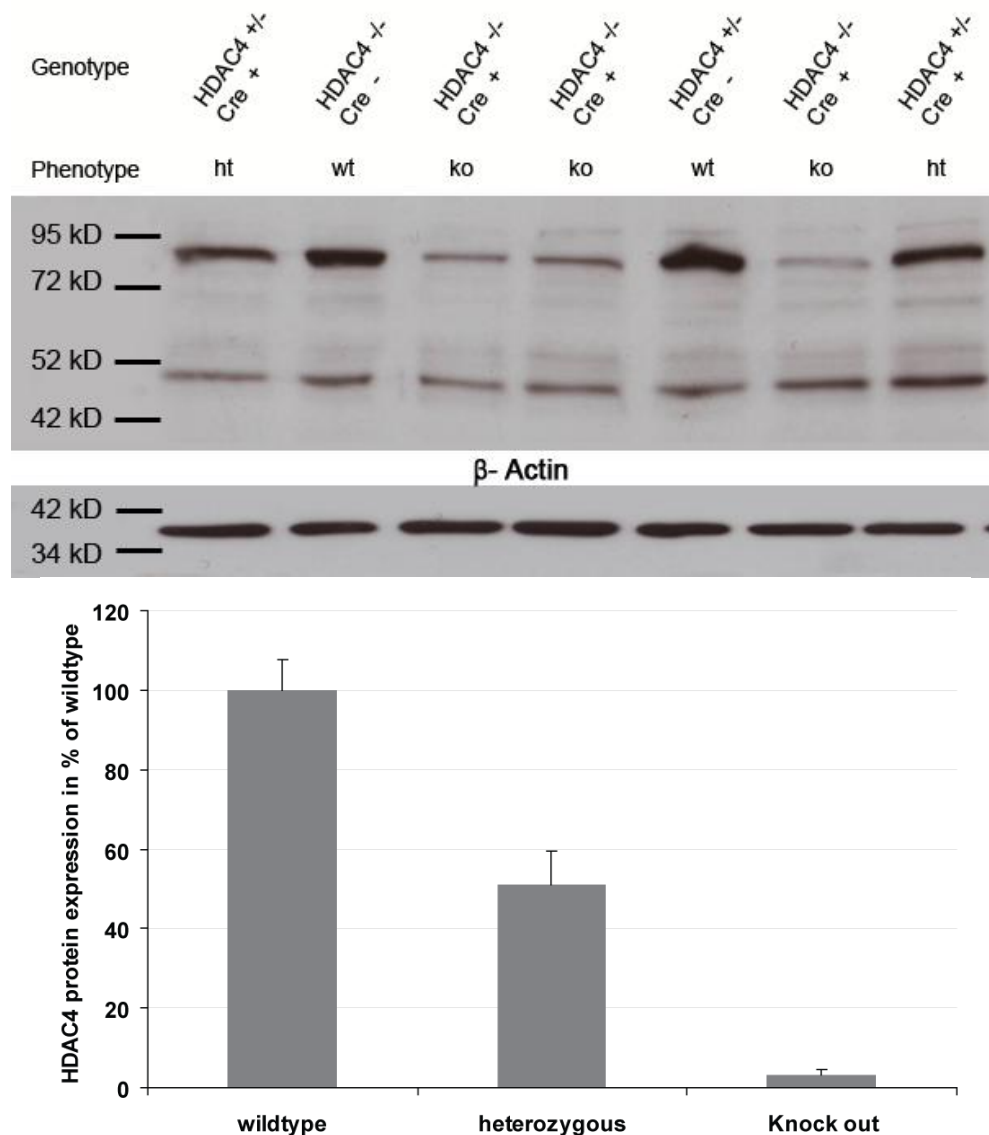 Genotype
HDAC4 +/-
Cre +
HDAC4 -/-
Cre -
HDAC4 -/-
Cre +
HDAC4 -/-
Cre +
HDAC4 +/-
Cre -
HDAC4 -/-
Cre +
HDAC4 +/-
Cre +
Phenotype ht wt ko ko wt ko ht
95 kD
72 kD
52 kD
42 kD
β- Actin
42 kD
34 kD
HDAC4 protein expression in % of wildtype
120
100
80
60
40
20
0
wildtype heterozygous Knock out